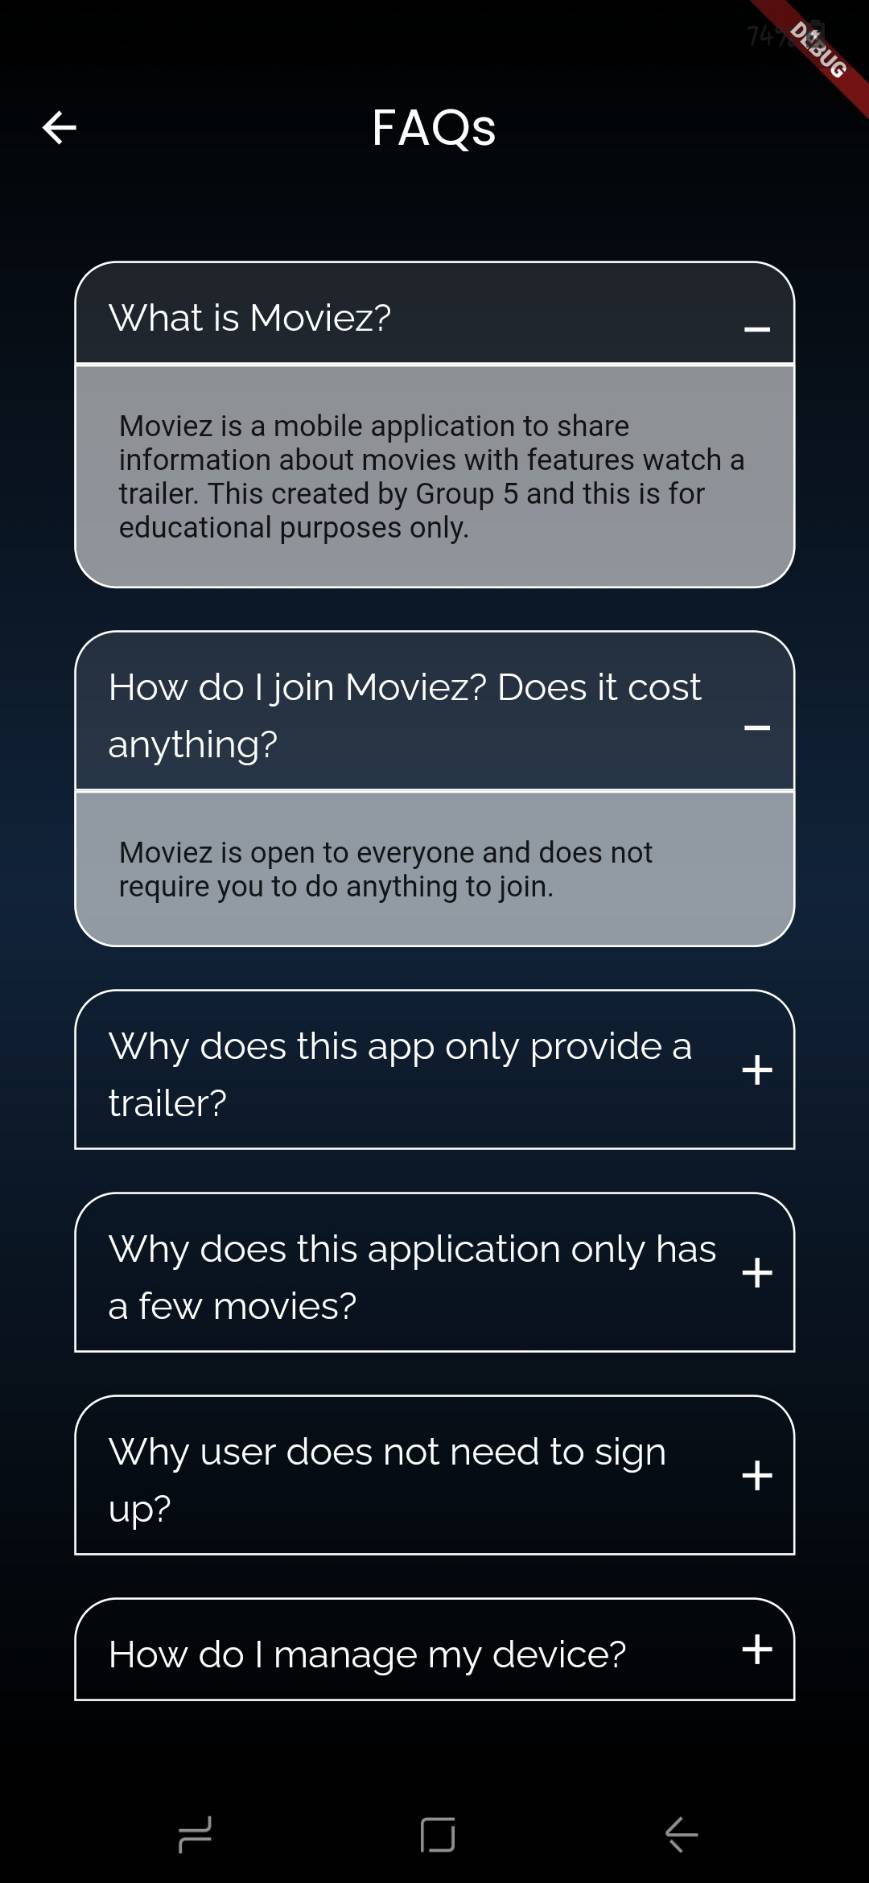 74%
DEBUG
FAQs
What is Moviez?
Moviez is a mobile application to share
information about movies with features watch a
trailer. This created by Group 5 and this is for
educational purposes only.
How do I join Moviez? Does it cost
anything?
Moviez is open to everyone and does not
require you to do anything to join.
Why does this app only provide a
trailer?
Why does this application only has
a few movies?
Why user does not need to sign
up?
How do I manage my device?